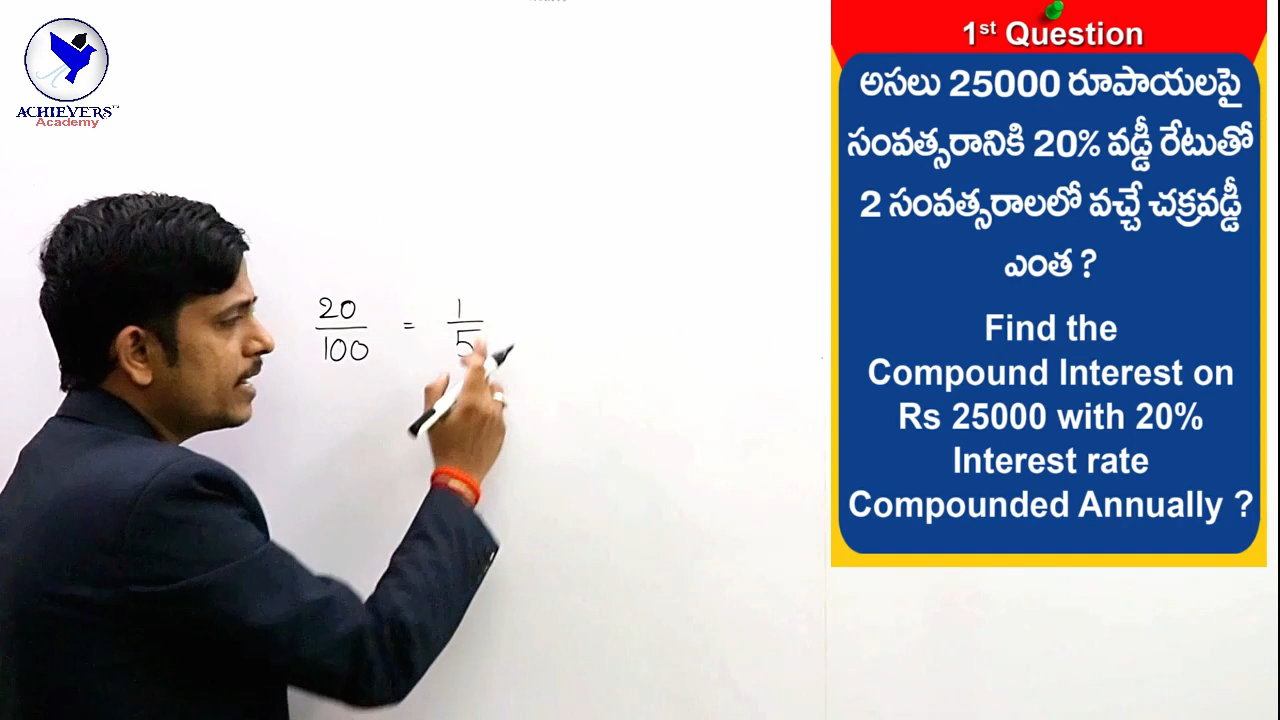 ACHIEVERS™
Academy
20
100
=
1
5
1st Question
అసలు 25000 రూపాయలపై
సంవత్సరానికి 20% వడ్డీ రేటుతో
2 సంవత్సరాలలో వచ్చే చక్రవడ్డీ
ఎంత ?
Find the
Compound Interest on
Rs 25000 with 20%
Interest rate
Compounded Annually ?